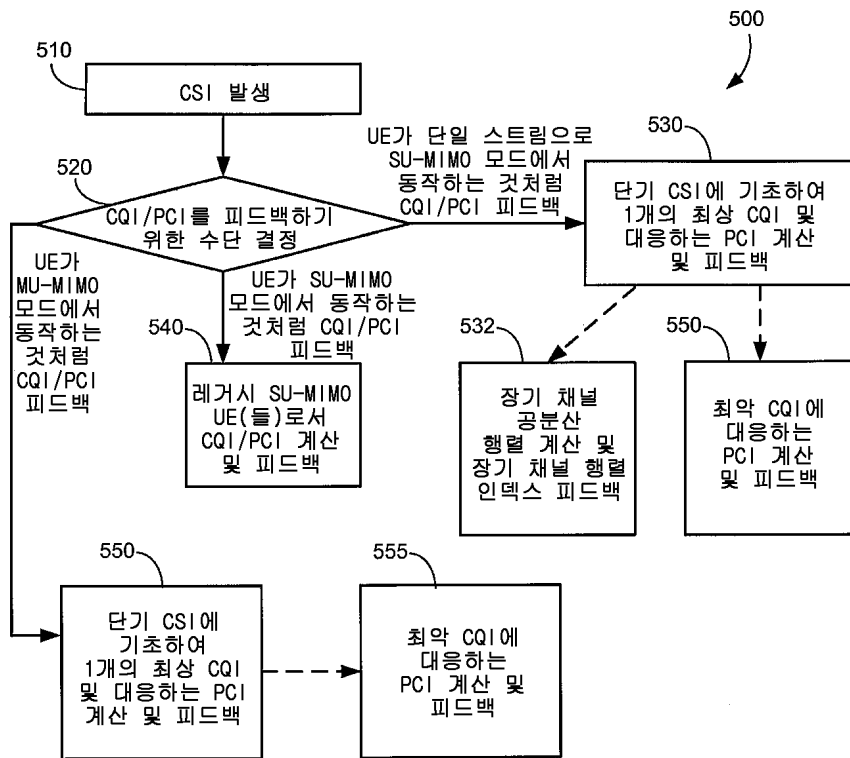 500
510
CSI 발생
520
CQI/PCI를 피드백하기
위한 수단 결정
UE가 단일 스트림으로
SU-MIMO 모드에서
동작하는 것처럼
CQI/PCI 피드백
530
단기 CSI에 기초하여
1개의 최상 CQI 및
대응하는 PCI 계산
및 피드백
UE가
MU-MIMO
모드에서
동작하는
것처럼
CQI/PCI
피드백
UE가 SU-MIMO
모드에서 동작하는
것처럼 CQI/PCI
피드백
540
레거시 SU-MIMO
UE(들)로서
CQI/PCI 계산
및 피드백
532
장기 채널
공분산
행렬 계산 및
장기 채널 행렬
인덱스 피드백
550
최악 CQI에
대응하는
PCI 계산
및 피드백
550
단기 CSI에
기초하여
1개의 최상 CQI
및 대응하는 PCI
계산 및 피드백
555
최악 CQI에
대응하는
PCI 계산 및
피드백